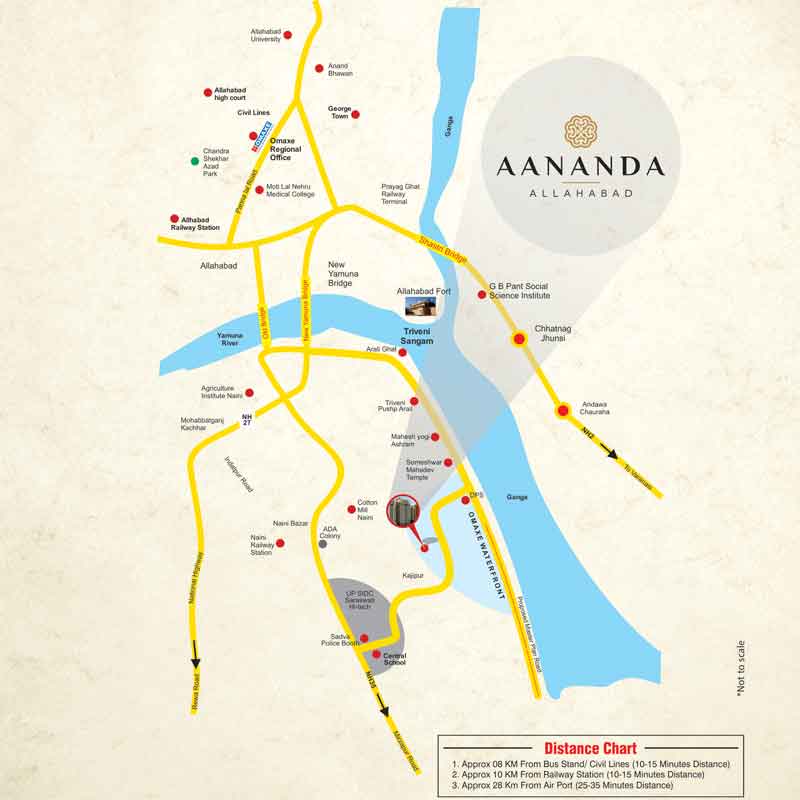 Allahabad
University
Anand
Bhawan
Allahabad
high court
Civil Lines
George
Town
OMAXE
Omaxe
Regional
Office
Chandra
Shekhar
Azad
Park
Panna lal Road
Moti Lal Nehru
Medical College
Prayag Ghat
Railway
Terminal
Allhabad
Railway Station
Ganga
AANANDA
ALLAHABAD
Shastri Bridge
Allahabad
New
Yamuna
Bridge
Old Bridge
New Yamuna Bridge
Allahabad Fort
G B Pant Social
Science Institute
Yamuna
River
Triveni
Sangam
Chhatnag
Jhunsi
Arail Ghat
Agriculture
Institute Naini
Triveni
Pushp Arail
Andawa
Chauraha
Mohabbatganj
Kachhar
NH
27
Mahesh yogi
Ashram
NH2
To Varanasi
Someshwar
Mahadev
Temple
Indalpur Road
DPS
Ganga
Cotton
Mill
Naini
Naini Bazar
ADA
Colony
Naini
Railway
Station
OMAXE WATERFRONT
Kajipur
National Highway
UP SIDC
Saraswati
Hi-tech
Proposed Master Plan Road
Sadva
Police Booth
Central
School
Rewa Road
NH35
Mirzapur Road
*Not to scale
Distance Chart
1. Approx 08 KM From Bus Stand/ Civil Lines (10-15 Minutes Distance)
2. Approx 10 KM From Railway Station (10-15 Minutes Distance)
3. Approx 28 Km From Air Port (25-35 Minutes Distance)